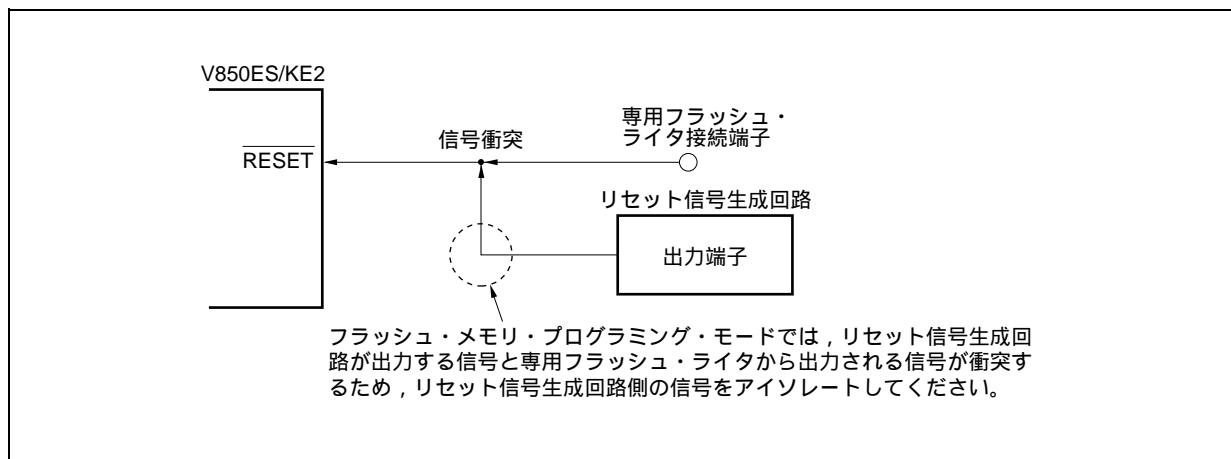 V850ES/KE2
専用フラッシュ・
ライタ接続端子
信号衝突
RESET
リセット信号生成回路
出力端子
フラッシュ・メモリ・プログラミング・モードでは，リセット信号生成回
路が出力する信号と専用フラッシュ・ライタから出力される信号が衝突す
るため，リセット信号生成回路側の信号をアイソレートしてください。